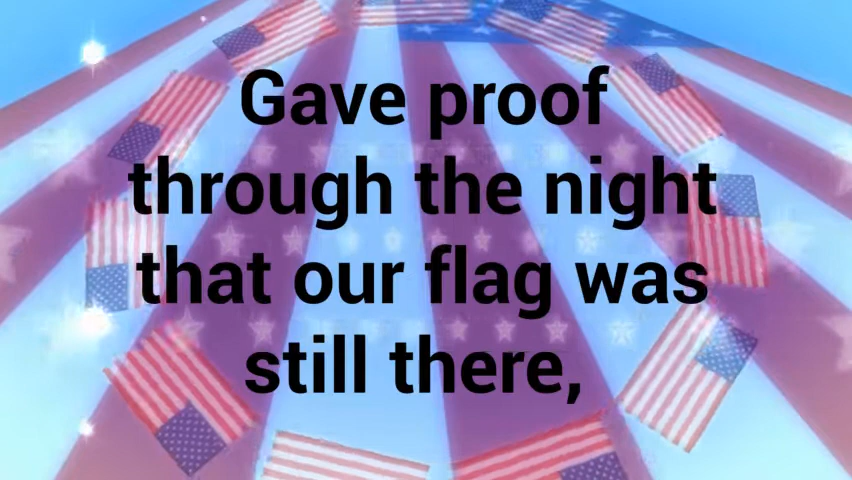 Gave proof
through the night
that our flag was
still there,